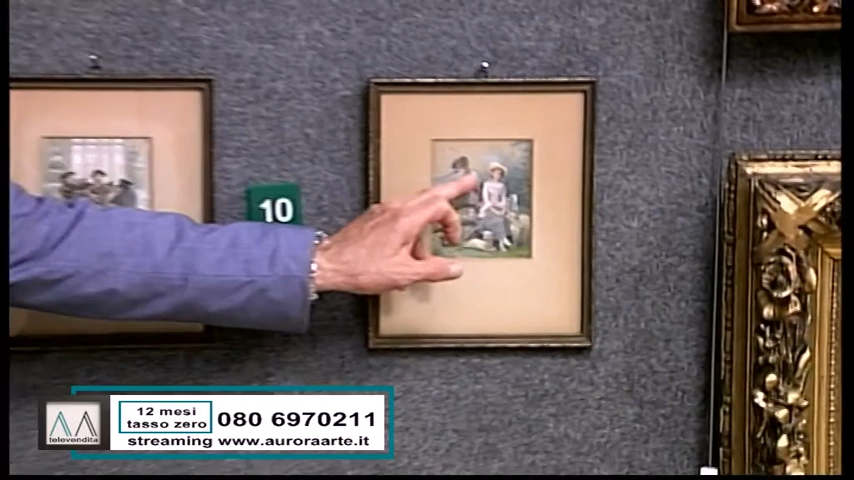 10
12 mesi
tasso zero
080 6970211
televendita
streaming www.auroraarte.it